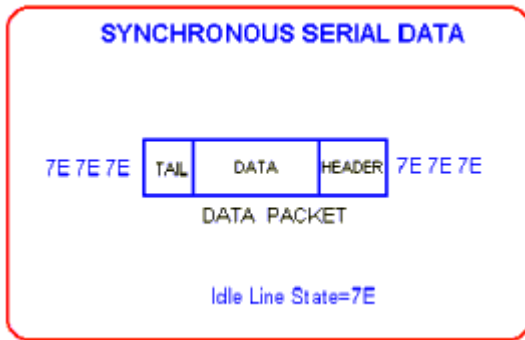 SYNCHRONOUS SERIAL DATA
7E 7E 7E TAIL DATA HEADER 7E 7E 7E
DATA PACKET
Idle Line State=7E